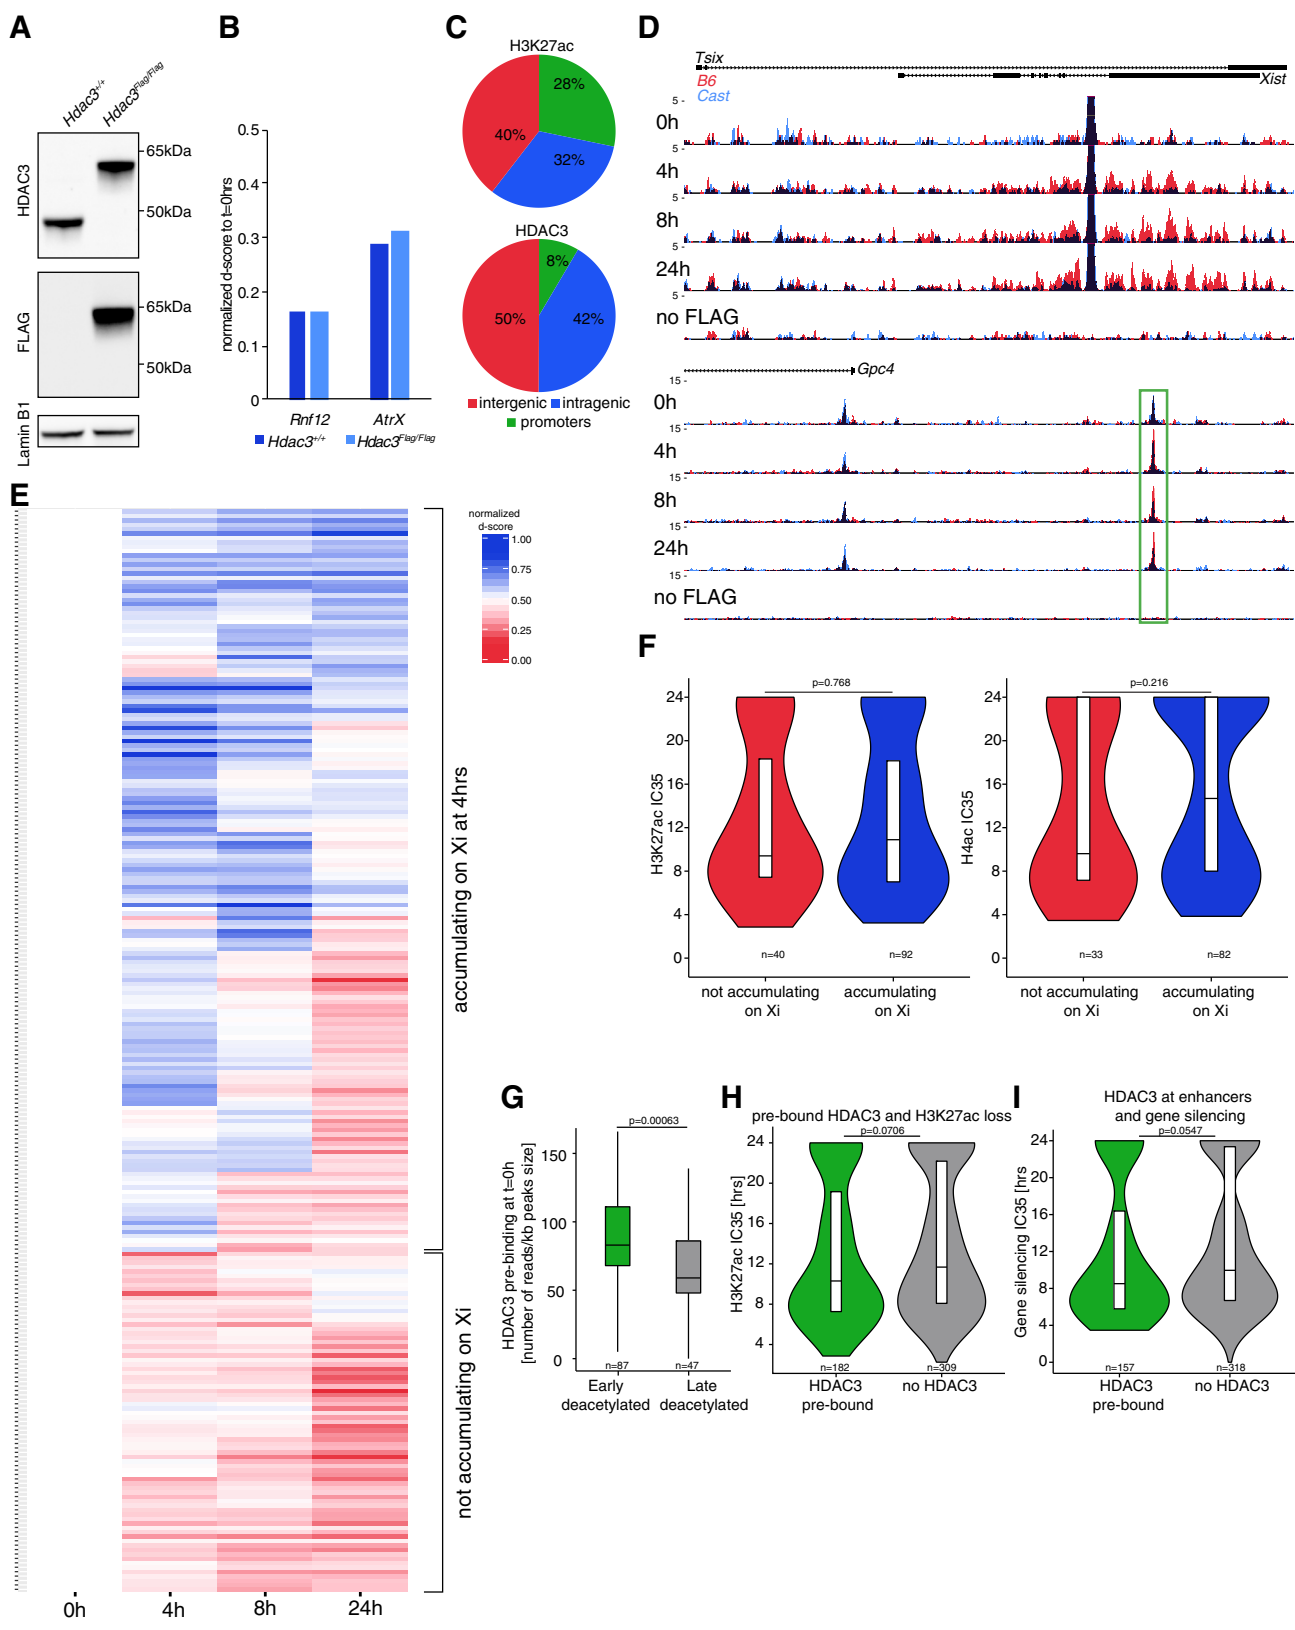 A
Hdac3+/+
Hdac3Flag/Flag
HDAC3
65kDa
50kDa
FLAG
65kDa
50kDa
Lamin B1
B
normalized d-score to t=0hrs
0.5
0.4
0.3
0.2
0.1
0
Rnf12
AtrX
Hdac3+/+
Hdac3Flag/Flag
C
H3K27ac
28%
40%
32%
HDAC3
8%
50%
42%
intergenic
intragenic
promoters
D
Tsix
Xist
B6
Cast
5
0h
5
4h
5
8h
5
24h
5
no FLAG
Gpc4
15
0h
15
4h
15
8h
15
24h
15
no FLAG
E
normalized
d-score
1.00
0.75
0.50
0.25
0.00
accumulating on Xi at 4hrs
not accumulating on Xi
0h
4h
8h
24h
F
H3K27ac IC35
24
20
16
12
8
4
0
p=0.768
n=40
n=92
not accumulating
on Xi
accumulating
on Xi
H4ac IC35
24
20
16
12
8
4
0
p=0.216
n=33
n=82
not accumulating
on Xi
accumulating
on Xi
G
HDAC3 pre-binding at t=0h
[number of reads/kb peaks size]
150
100
50
0
p=0.00063
n=87
n=47
Early
deacetylated
Late
deacetylated
H
pre-bound HDAC3 and H3K27ac loss
H3K27ac IC35 [hrs]
24
20
16
12
8
4
p=0.0706
n=182
n=309
HDAC3
pre-bound
no HDAC3
I
HDAC3 at enhancers
and gene silencing
Gene silencing IC35 [hrs
24
20
16
12
8
4
0
p=0.0547
n=157
n=318
HDAC3
pre-bound
no HDAC3